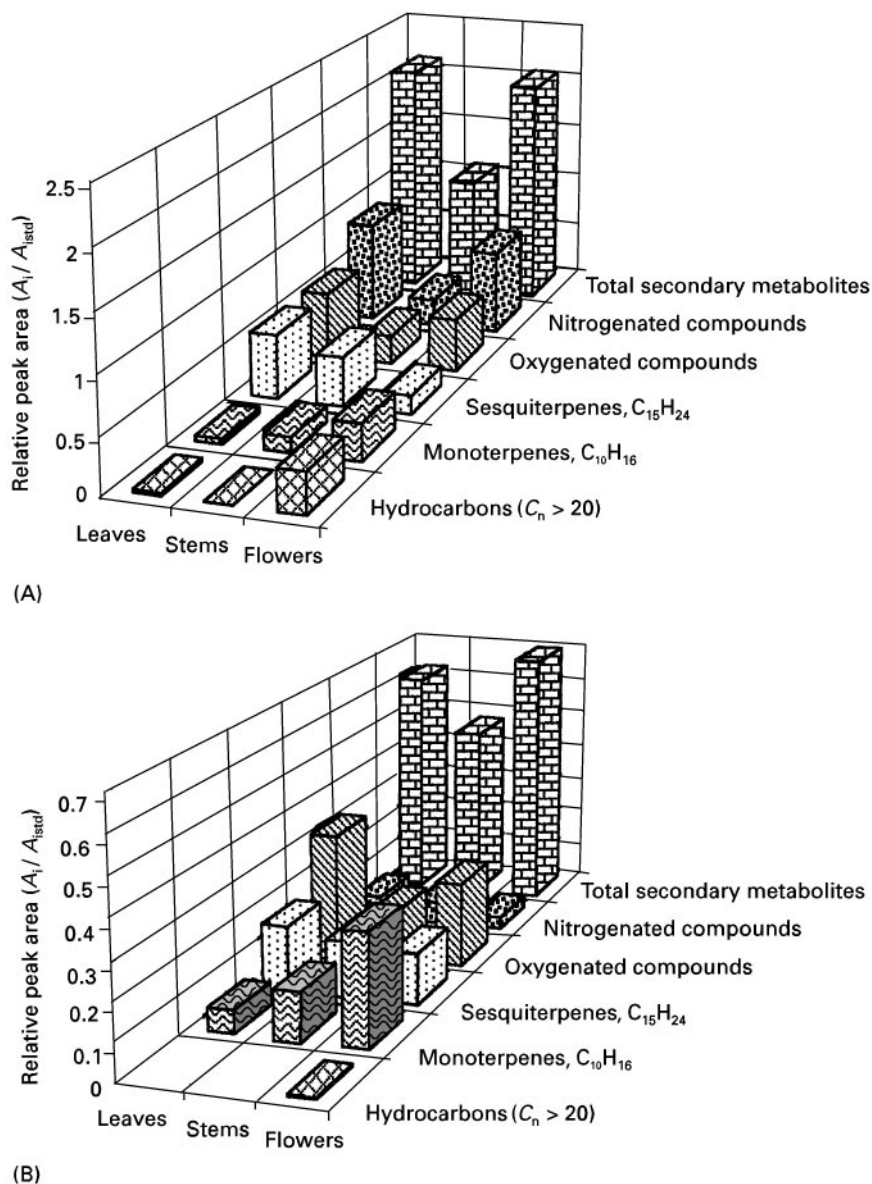 Relative peak area (Ai/ Aistd)
2.5
2
1.5
1
0.5
0
Leaves
Stems
Flowers
Total secondary metabolites
Nitrogenated compounds
Oxygenated compounds
Sesquiterpenes, C₁₅H₂₄
Monoterpenes, C₁₀H₁₆
Hydrocarbons (Cn > 20)
(A)
Relative peak area (Ai/ Aistd)
0.7
0.6
0.5
0.4
0.3
0.2
0.1
0
Leaves
Stems
Flowers
Total secondary metabolites
Nitrogenated compounds
Oxygenated compounds
Sesquiterpenes, C₁₅H₂₄
Monoterpenes, C₁₀H₁₆
Hydrocarbons (Cn > 20)
(B)